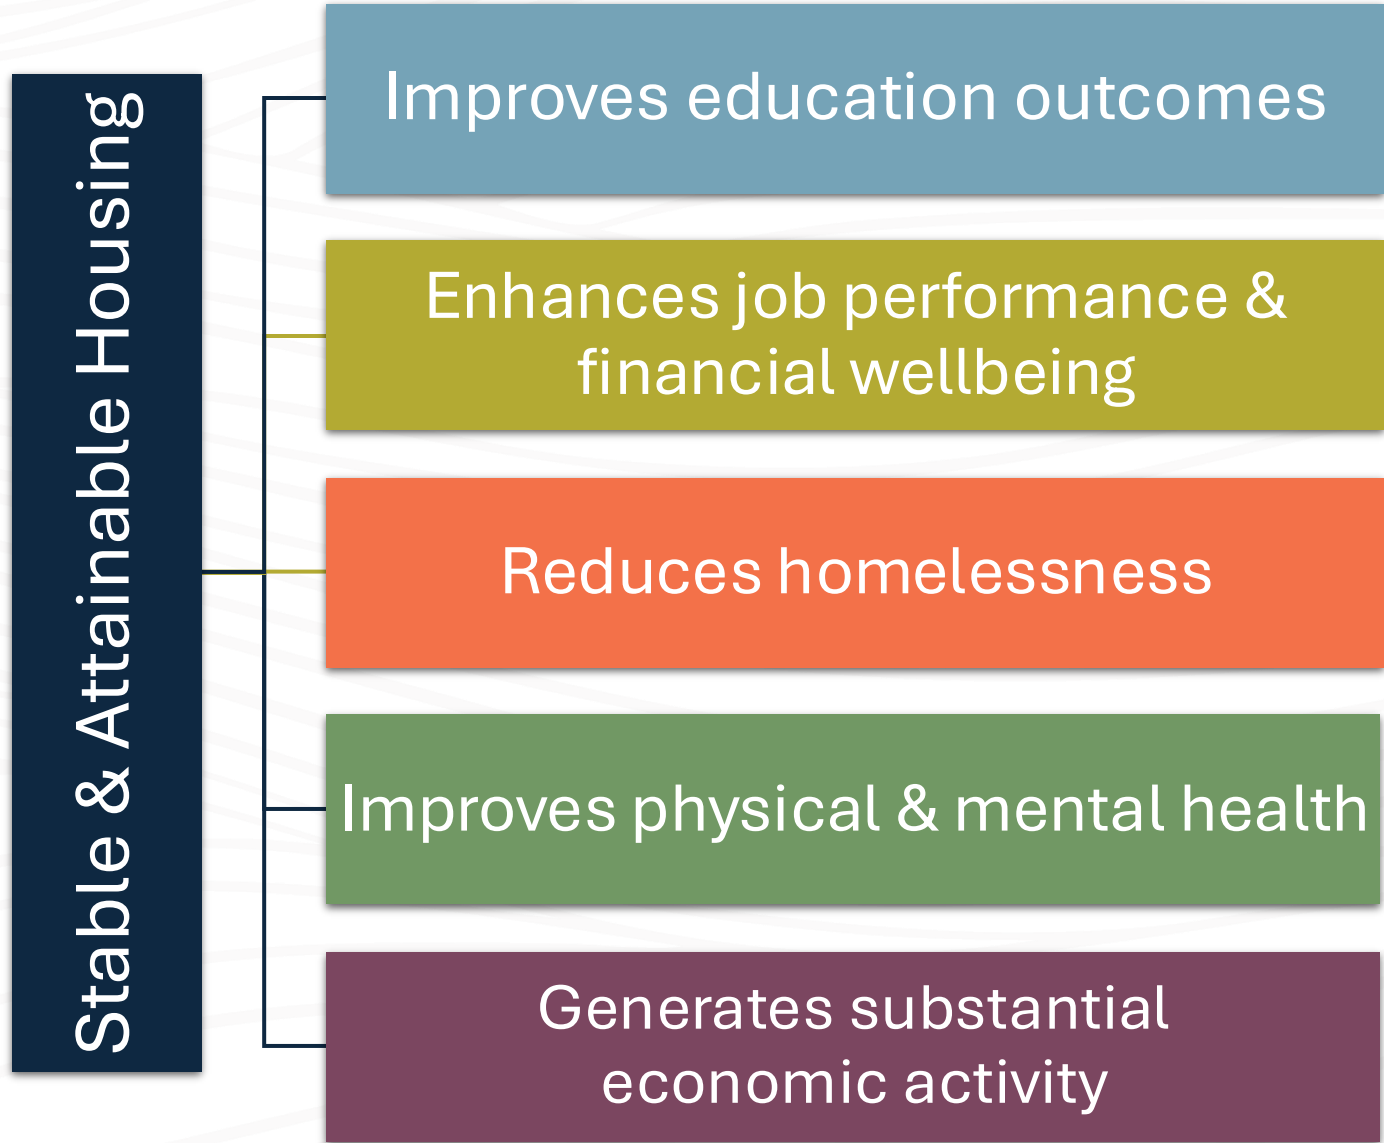 Stable & Attainable Housing
Improves education outcomes
Enhances job performance &
financial wellbeing
Reduces homelessness
Improves physical & mental health
Generates substantial
economic activity